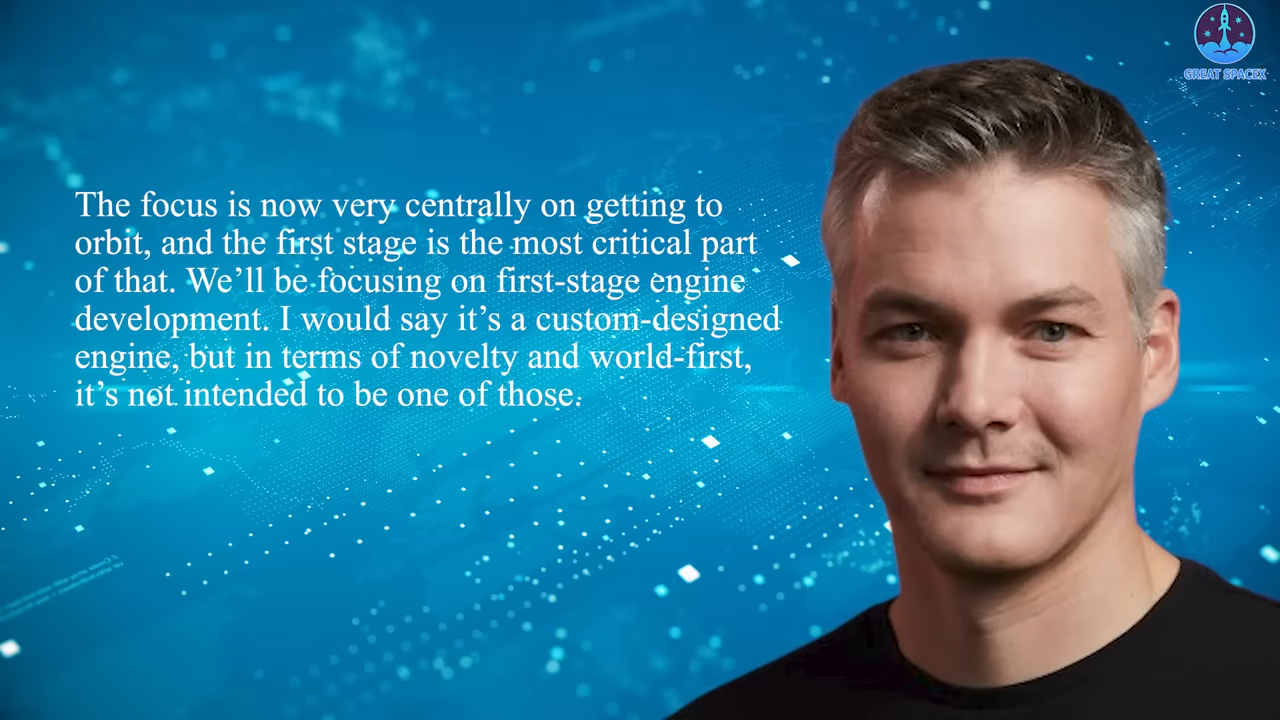 GREAT SPACEX
The focus is now very centrally on getting to
orbit, and the first stage is the most critical part
of that. We’ll be focusing on first-stage engine
development. I would say it’s a custom-designed
engine, but in terms of novelty and world-first,
it’s not intended to be one of those.